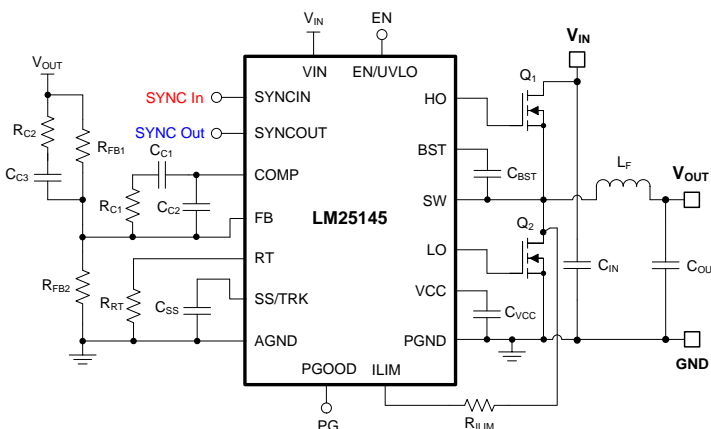 VIN
EN
VIN
VOUT
VIN
EN/UVLO
Q1
SYNC In
SYNCIN
HO
RC2
RFB1
SYNC Out
SYNCOUT
CC1
BST
CC3
COMP
CBST
LF
VOUT
RC1
CC2
SW
FB
LM25145
Q2
RT
LO
RFB2
RRT
CIN
COU
CSS
SS/TRK
VCC
CVCC
AGND
PGND
GND
PGOOD
ILIM
PG
RILIM